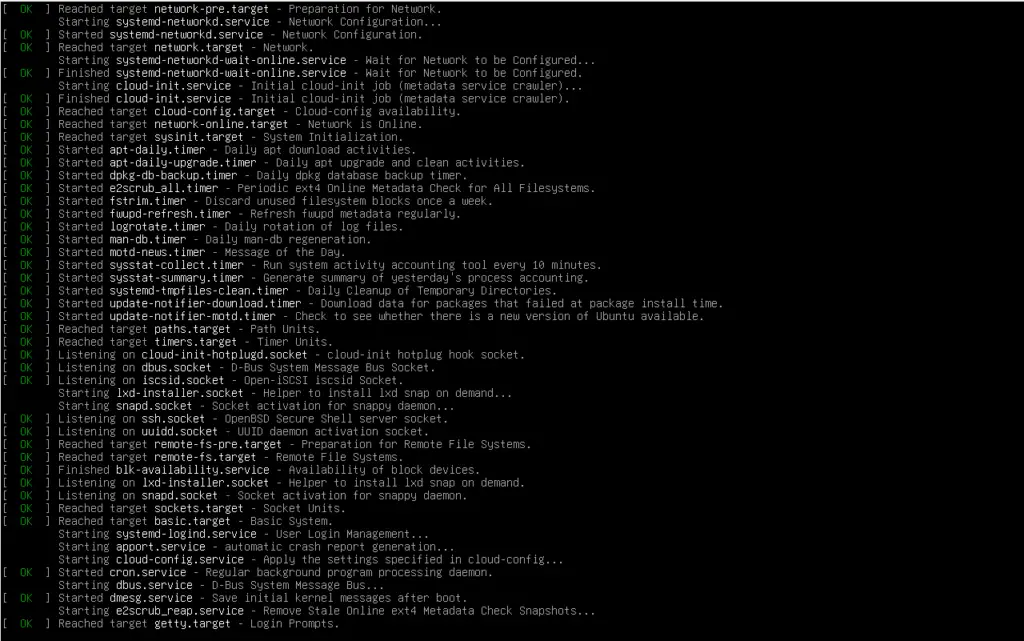 [  OK  ] Reached target network-pre.target - Preparation for Network.
         Starting systemd-networkd.service - Network Configuration...
[  OK  ] Started systemd-networkd.service - Network Configuration.
[  OK  ] Reached target network.target - Network.
         Starting systemd-networkd-wait-online.service - Wait for Network to be Configured...
[  OK  ] Finished systemd-networkd-wait-online.service - Wait for Network to be Configured.
         Starting cloud-init.service - Initial cloud-init job (metadata service crawler)...
[  OK  ] Finished cloud-init.service - Initial cloud-init job (metadata service crawler).
[  OK  ] Reached target cloud-config.target - Cloud-config availability.
[  OK  ] Reached target network-online.target - Network is Online.
[  OK  ] Reached target sysinit.target - System Initialization.
[  OK  ] Started apt-daily.timer - Daily apt download activities.
[  OK  ] Started apt-daily-upgrade.timer - Daily apt upgrade and clean activities.
[  OK  ] Started dpkg-db-backup.timer - Daily dpkg database backup timer.
[  OK  ] Started e2scrub_all.timer - Periodic ext4 Online Metadata Check for All Filesystems.
[  OK  ] Started fstrim.timer - Discard unused filesystem blocks once a week.
[  OK  ] Started fwupd-refresh.timer - Refresh fwupd metadata regularly.
[  OK  ] Started logrotate.timer - Daily rotation of log files.
[  OK  ] Started man-db.timer - Daily man-db regeneration.
[  OK  ] Started motd-news.timer - Message of the Day.
[  OK  ] Started sysstat-collect.timer - Run system activity accounting tool every 10 minutes.
[  OK  ] Started sysstat-summary.timer - Generate summary of yesterday's process accounting.
[  OK  ] Started systemd-tmpfiles-clean.timer - Daily Cleanup of Temporary Directories.
[  OK  ] Started update-notifier-download.timer - Download data for packages that failed at package install time.
[  OK  ] Started update-notifier-motd.timer - Check to see whether there is a new version of Ubuntu available.
[  OK  ] Reached target paths.target - Path Units.
[  OK  ] Reached target timers.target - Timer Units.
[  OK  ] Listening on cloud-init-hotplugd.socket - cloud-init hotplug hook socket.
[  OK  ] Listening on dbus.socket - D-Bus System Message Bus Socket.
[  OK  ] Listening on iscsid.socket - Open-iSCSI iscsid Socket.
         Starting lxd-installer.socket - Helper to install lxd snap on demand...
         Starting snapd.socket - Socket activation for snappy daemon...
[  OK  ] Listening on ssh.socket - OpenBSD Secure Shell server socket.
[  OK  ] Listening on uuidd.socket - UUID daemon activation socket.
[  OK  ] Reached target remote-fs-pre.target - Preparation for Remote File Systems.
[  OK  ] Reached target remote-fs.target - Remote File Systems.
[  OK  ] Finished blk-availability.service - Availability of block devices.
[  OK  ] Listening on lxd-installer.socket - Helper to install lxd snap on demand.
[  OK  ] Listening on snapd.socket - Socket activation for snappy daemon.
[  OK  ] Reached target sockets.target - Socket Units.
[  OK  ] Reached target basic.target - Basic System.
         Starting systemd-logind.service - User Login Management...
         Starting apport.service - automatic crash report generation...
         Starting cloud-config.service - Apply the settings specified in cloud-config...
[  OK  ] Started cron.service - Regular background program processing daemon.
         Starting dbus.service - D-Bus System Message Bus...
[  OK  ] Started dmesg.service - Save initial kernel messages after boot.
         Starting e2scrub_reap.service - Remove Stale Online ext4 Metadata Check Snapshots...
[  OK  ] Reached target getty.target - Login Prompts.